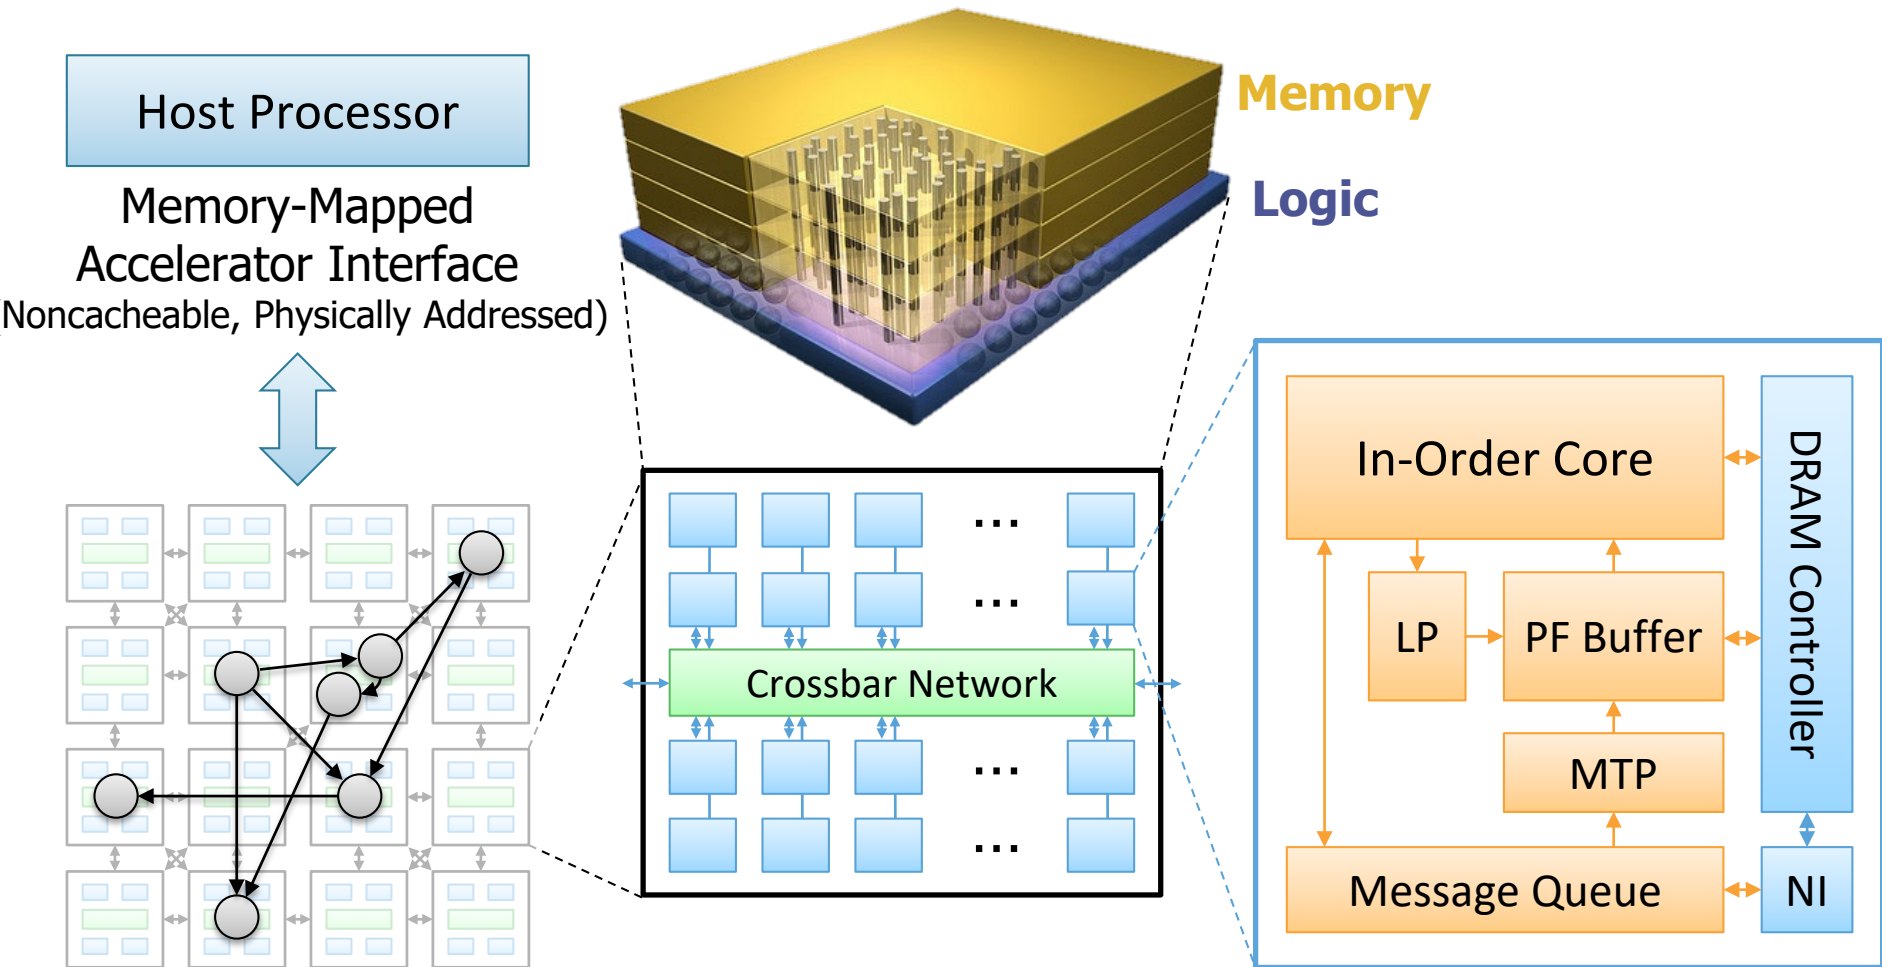 Host Processor
Memory-Mapped
Accelerator Interface
(Noncacheable, Physically Addressed)
Memory
Logic
...
...
Crossbar Network
...
...
In-Order Core
LP
PF Buffer
MTP
Message Queue
DRAM Controller
NI